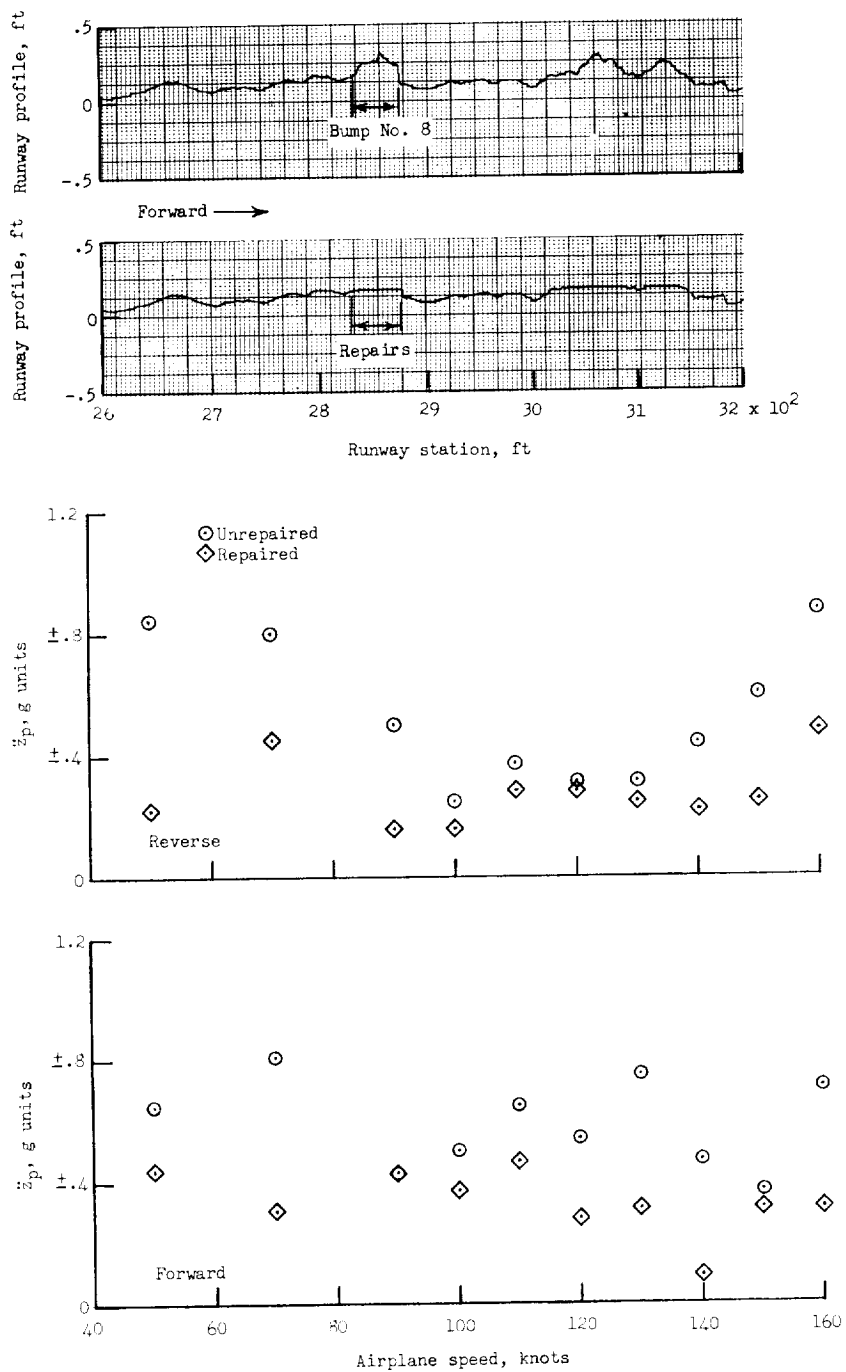 .5
0
-.5
Runway profile, ft
Bump No. 8
Forward
.5
0
-.5
Runway profile, ft
Repairs
26 27 28 29 30 31 32 x 10²
Runway station, ft
1.2
±.8
±.4
0
z̈p, g units
Unrepaired
Repaired
Reverse
1.2
±.8
±.4
0
z̈p, g units
Forward
40 60 80 100 120 140 160
Airplane speed, knots